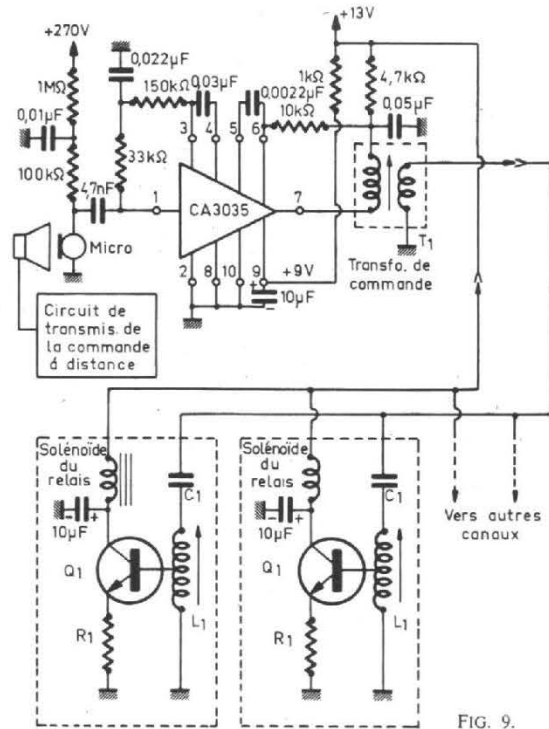 +270V
+13V
0,022µF
1MΩ
150kΩ
0,03µF
1kΩ
0,0022µF
4,7kΩ
0,01µF
10kΩ
0,05µF
3
4
5
6
100kΩ
33kΩ
4,7nF
1
CA3035
7
Micro
T1
2
8
10
9
+9V
Transfo. de
commande
+
10µF
-
Circuit de
transmis. de
la commande
á distance
Solénoïde
du relais
C1
- +
10µF
Q1
L1
R1
Solénoïde
du relais
C1
- +
10µF
Q1
L1
R1
Vers autres
canaux
FIG. 9.